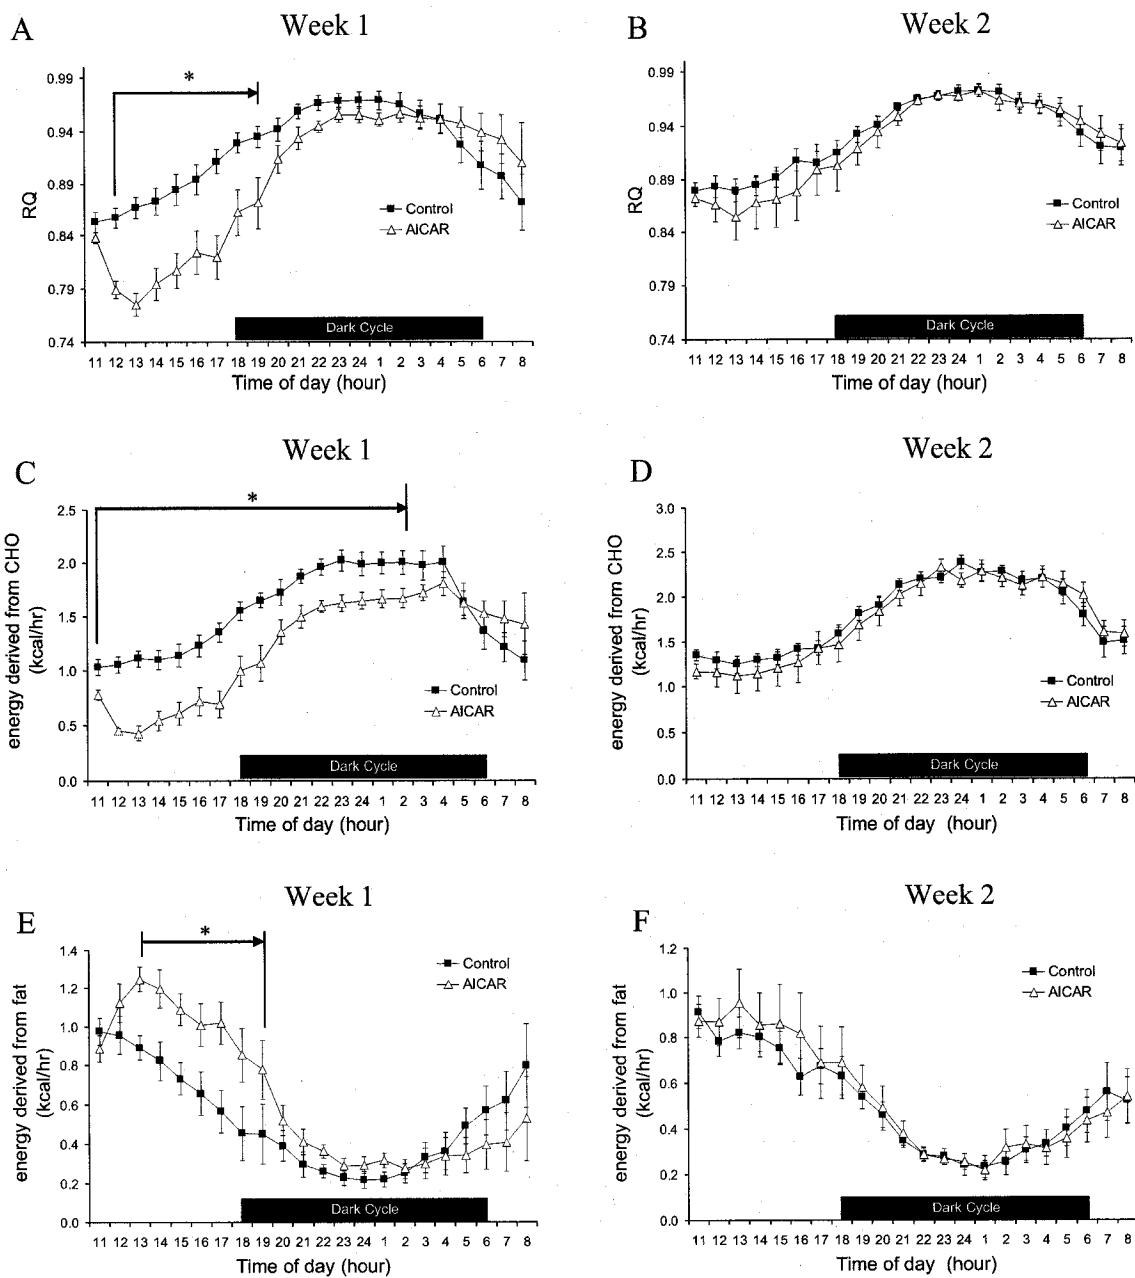 A
Week 1
0.99
0.94
0.89
0.84
0.79
0.74
RQ
*
Control
AICAR
Dark Cycle
11 12 13 14 15 16 17 18 19 20 21 22 23 24 1 2 3 4 5 6 7 8
Time of day (hour)
B
Week 2
0.99
0.94
0.89
0.84
0.79
0.74
RQ
Control
AICAR
Dark Cycle
11 12 13 14 15 16 17 18 19 20 21 22 23 24 1 2 3 4 5 6 7 8
Time of day (hour)
C
Week 1
2.5
2.0
1.5
1.0
0.5
0.0
energy derived from CHO
(kcal/hr)
*
Control
AICAR
Dark Cycle
11 12 13 14 15 16 17 18 19 20 21 22 23 24 1 2 3 4 5 6 7 8
Time of day (hour)
D
Week 2
3.0
2.5
2.0
1.5
1.0
0.5
0.0
energy derived from CHO
(kcal/hr)
Control
AICAR
Dark Cycle
11 12 13 14 15 16 17 18 19 20 21 22 23 24 1 2 3 4 5 6 7 8
Time of day (hour)
E
Week 1
1.4
1.2
1.0
0.8
0.6
0.4
0.2
0.0
energy derived from fat
(kcal/hr)
*
Control
AICAR
Dark Cycle
11 12 13 14 15 16 17 18 19 20 21 22 23 24 1 2 3 4 5 6 7 8
Time of day (hour)
F
Week 2
1.2
1.0
0.8
0.6
0.4
0.2
0.0
energy derived from fat
(kcal/hr)
Control
AICAR
Dark Cycle
11 12 13 14 15 16 17 18 19 20 21 22 23 24 1 2 3 4 5 6 7 8
Time of day (hour)